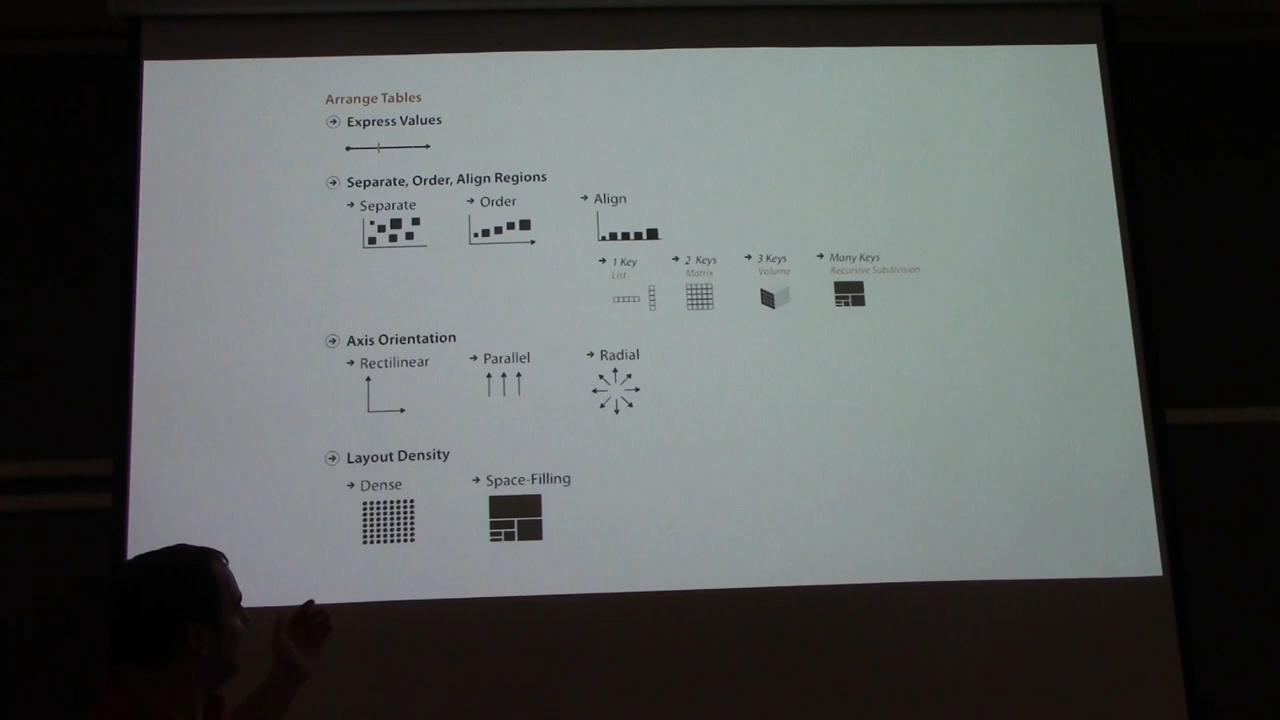 Arrange Tables
Express Values
Separate, Order, Align Regions
Separate
Order
Align
1 Key
2 Keys
3 Keys
Many Keys
List
Matrix
Volume
Recursive Subdivision
Axis Orientation
Rectilinear
Parallel
Radial
Layout Density
Dense
Space-Filling